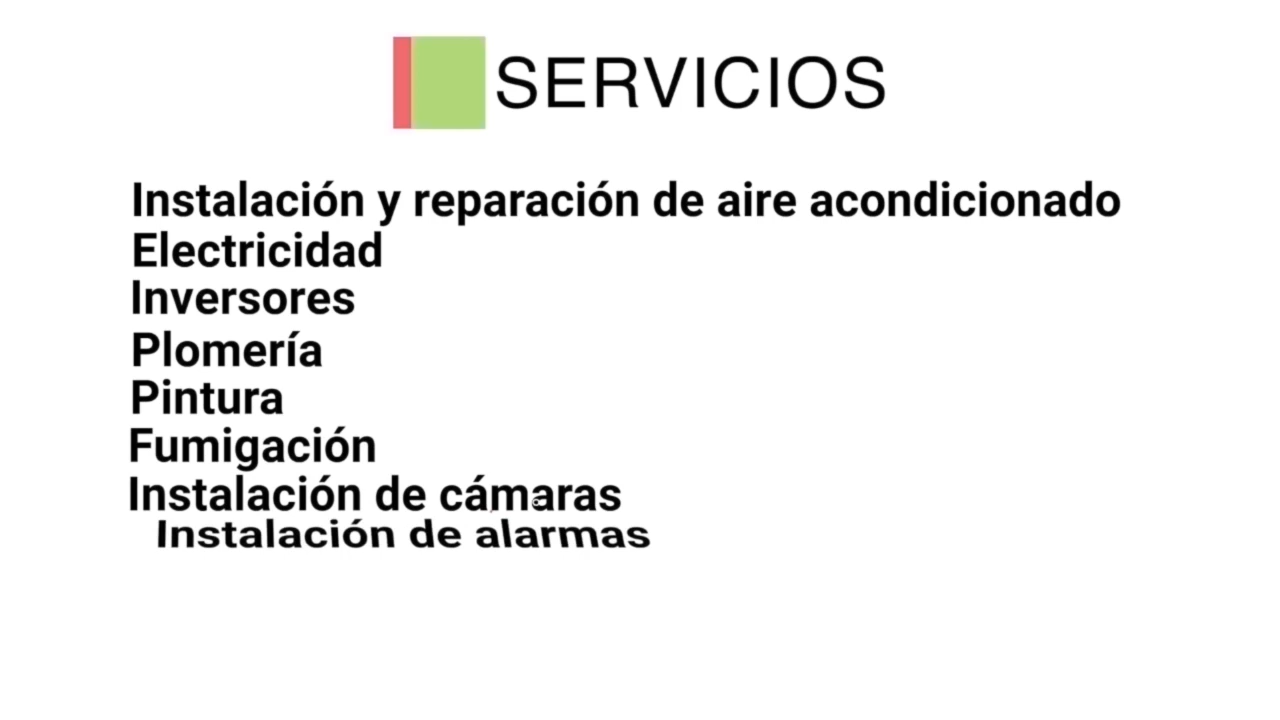 SERVICIOS
Instalación y reparación de aire acondicionado
Electricidad
Inversores
Plomería
Pintura
Fumigación
Instalación de cámaras
Instalación de alarmas